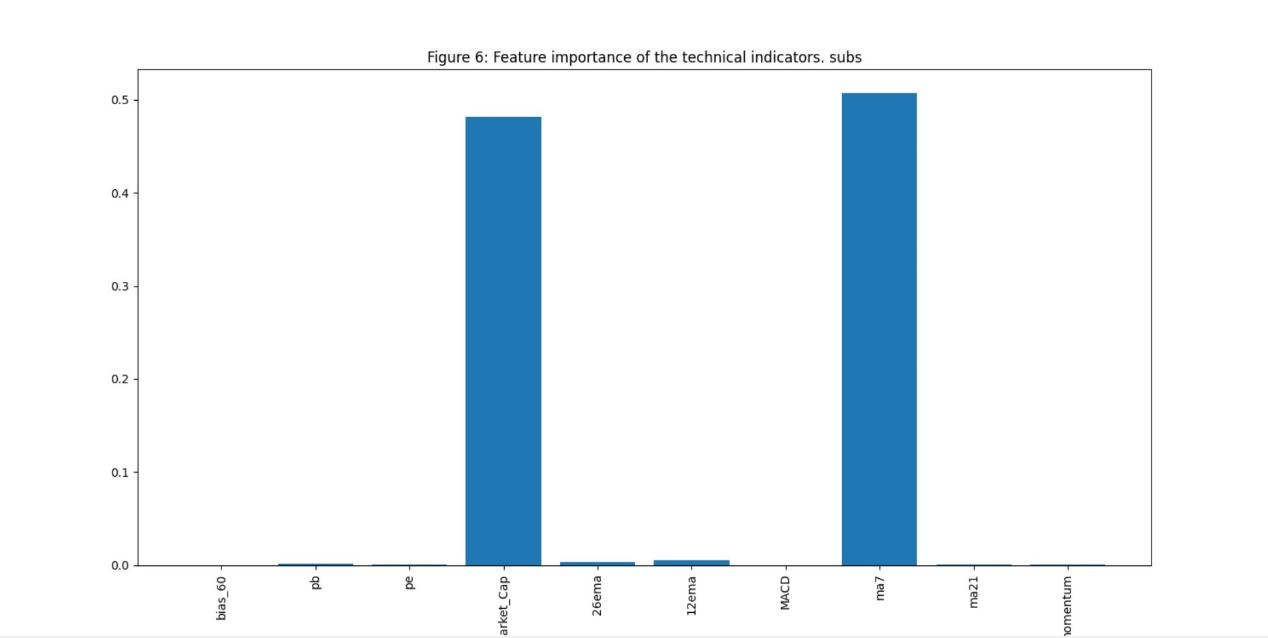 Figure 6: Feature importance of the technical indicators. subs
0.5
0.4
0.3
0.2
0.1
0.0
bias_60
pb
pe
arket_Cap
26ema
12ema
MACD
ma7
ma21
omentum